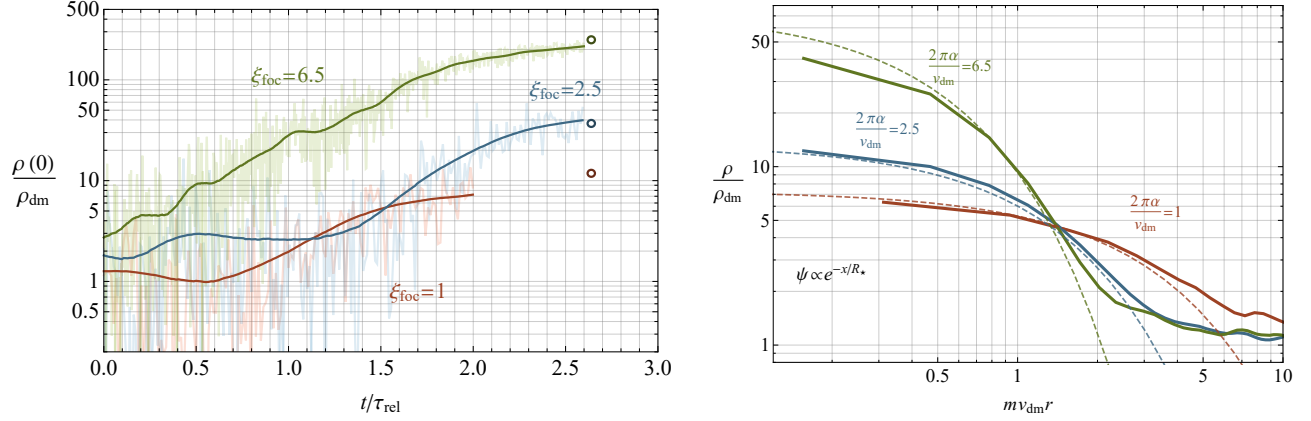 500
100
50
10
5
1
0.5
ρ(0)
ρdm
ξfoc=6.5
ξfoc=2.5
ξfoc=1
0.0 0.5 1.0 1.5 2.0 2.5 3.0
t/τrel
50
10
5
1
ρ
ρdm
2πα
vdm =6.5
2πα
vdm =2.5
2πα
vdm =1
ψ∝e^−x/R⋆
0.5 1 5 10
mvdmr